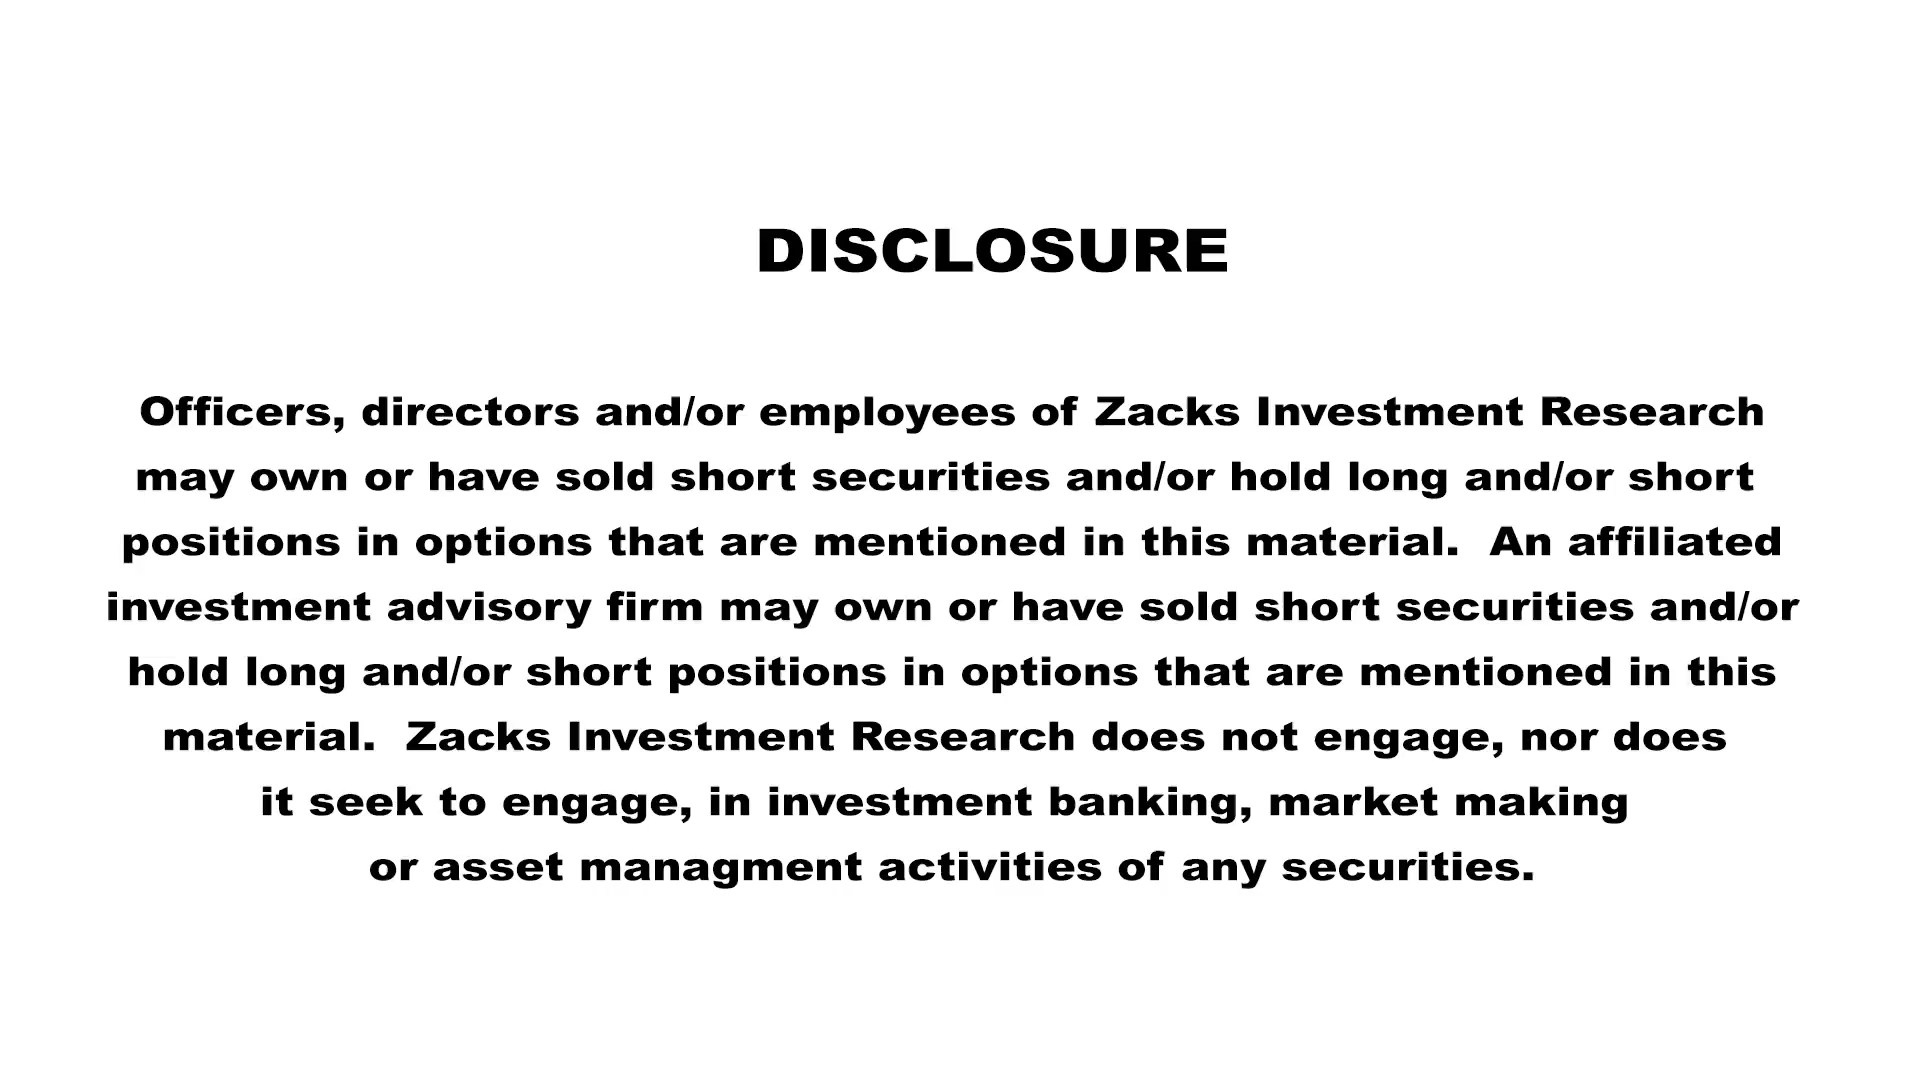 DISCLOSURE
Officers, directors and/or employees of Zacks Investment Research
may own or have sold short securities and/or hold long and/or short
positions in options that are mentioned in this material.  An affiliated
investment advisory firm may own or have sold short securities and/or
hold long and/or short positions in options that are mentioned in this
material.  Zacks Investment Research does not engage, nor does
it seek to engage, in investment banking, market making
or asset managment activities of any securities.